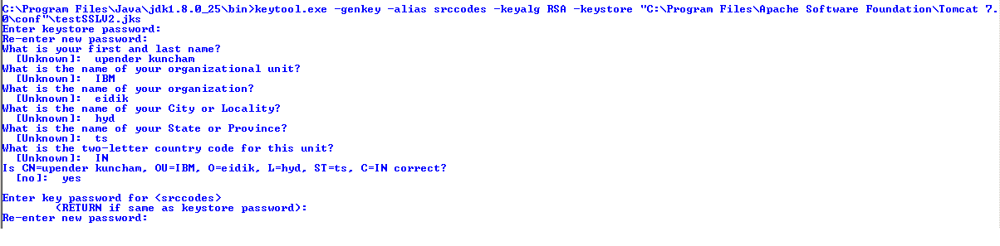 C:\Program Files\Java\jdk1.8.0_25\bin>keytool.exe -genkey -alias srccodes -keyalg RSA -keystore "C:\Program Files\Apache Software Foundation\Tomcat 7.
0\conf"\testSSLV2.jks
Enter keystore password:
Re-enter new password:
What is your first and last name?
  [Unknown]:  upender kuncham
What is the name of your organizational unit?
  [Unknown]:  IBM
What is the name of your organization?
  [Unknown]:  eidik
What is the name of your City or Locality?
  [Unknown]:  hyd
What is the name of your State or Province?
  [Unknown]:  ts
What is the two-letter country code for this unit?
  [Unknown]:  IN
Is CN=upender kuncham, OU=IBM, O=eidik, L=hyd, ST=ts, C=IN correct?
  [no]:  yes

Enter key password for <srccodes>
        (RETURN if same as keystore password):
Re-enter new password: